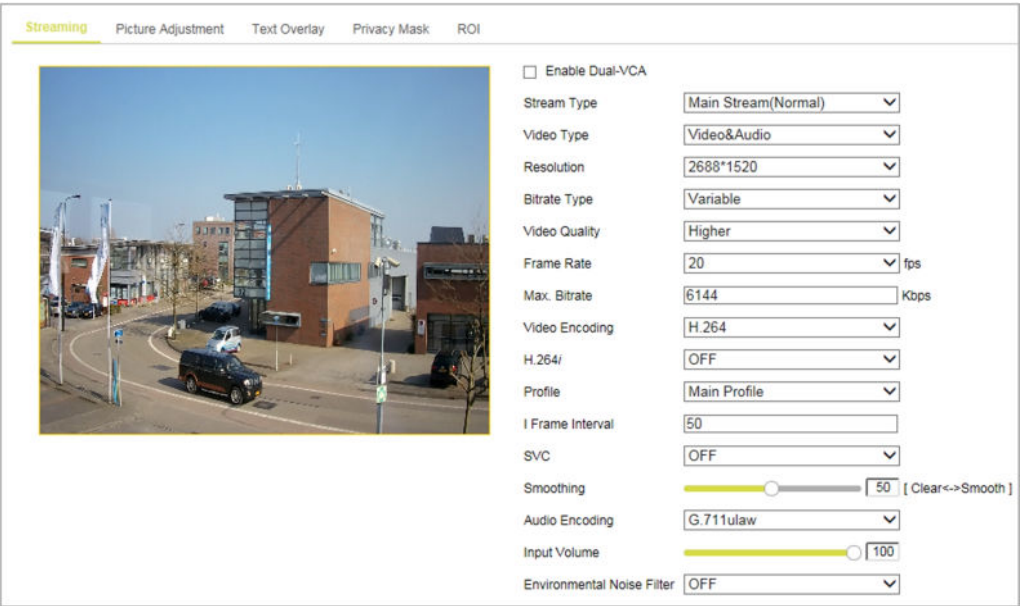 Streaming Picture Adjustment Text Overlay Privacy Mask ROI
Enable Dual-VCA
Stream Type Main Stream(Normal)
Video Type Video&Audio
Resolution 2688*1520
Bitrate Type Variable
Video Quality Higher
Frame Rate 20 fps
Max. Bitrate 6144 Kbps
Video Encoding H.264
H.264i OFF
Profile Main Profile
I Frame Interval 50
SVC OFF
Smoothing 50 [ Clear<->Smooth ]
Audio Encoding G.711ulaw
Input Volume 100
Environmental Noise Filter OFF